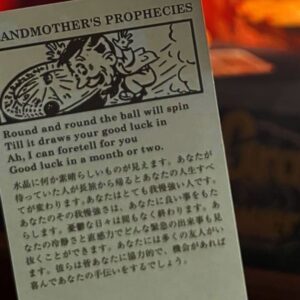 ANDMOTHER'S PROPHECIES
Round and round the ball will spin
Till it draws your good luck in
Ah, I can foretell for you
Good luck in a month or two.
水晶に何か素晴らしいものが見えます。あなたが
待っていた人が長旅から帰るとあなたの人生すべ
てが変わります。あなたはとても我慢強い人です。
あなたのその我慢強さは、あなたに良い事をもた
らします。憂鬱な日々は間もなく終わります。あ
なたの冷静さと直感力でどんな緊急の出来事も見
抜くことができます。あなたには多くの友人がい
ます。彼らは皆あなたに協力的で、機会があれば
喜んであなたの手伝いをするでしょう。